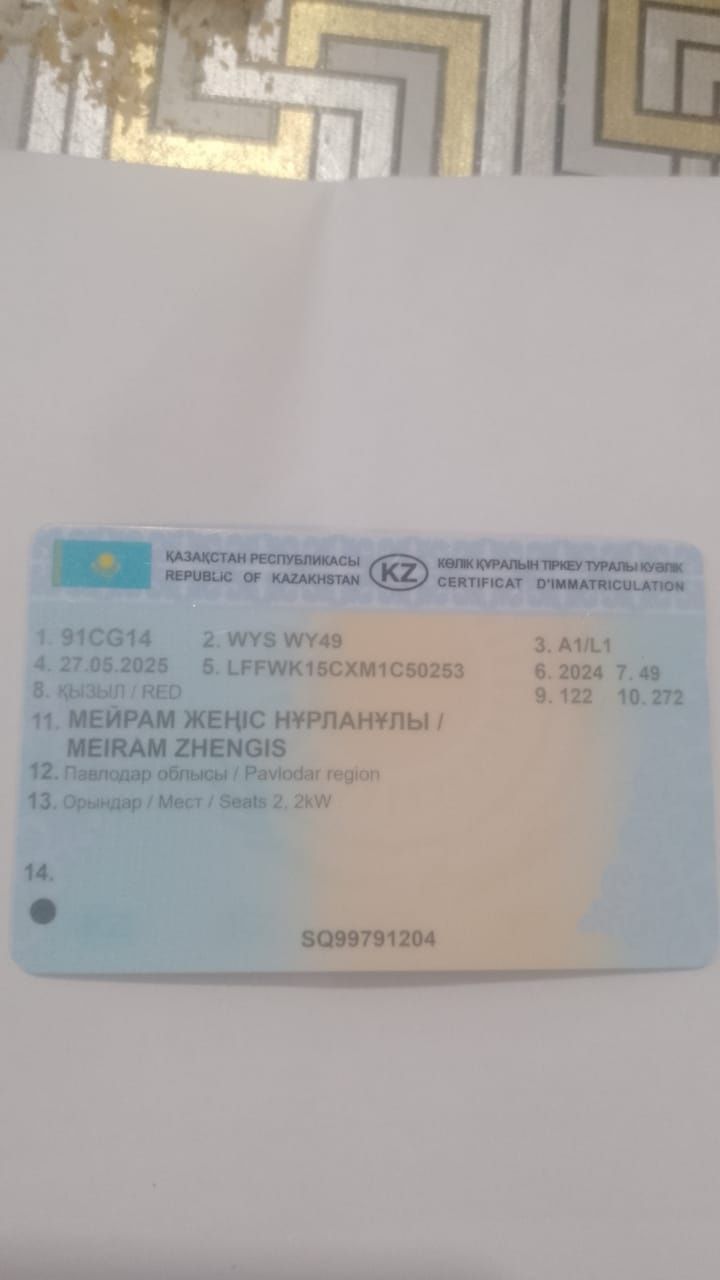 ҚАЗАҚСТАН РЕСПУБЛИКАСЫ
REPUBLIC OF KAZAKHSTAN
KZ
КӨЛІК ҚҰРАЛЫН ТІРКЕУ ТУРАЛЫ КУӘЛІК
CERTIFICAT D'IMMATRICULATION
1. 91CG14 2. WYS WY49 3. A1/L1
4. 27.05.2025 5. LFFWK15CXM1C50253 6. 2024 7. 49
8. ҚЫЗЫЛ / RED 9. 122 10. 272
11. МЕЙРАМ ЖЕҢІС НҰРЛАНҰЛЫ /
MEIRAM ZHENGIS
12. Павлодар облысы / Pavlodar region
13. Орындар / Мест / Seats 2, 2kW
14.
SQ99791204